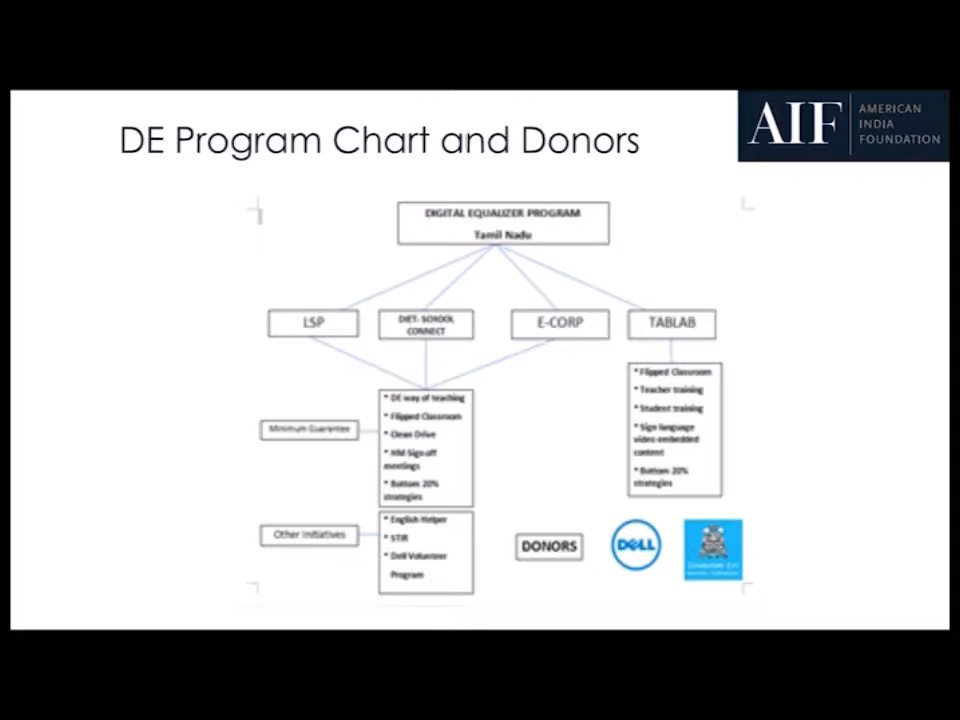 DE Program Chart and Donors
AIF
AMERICAN
INDIA
FOUNDATION
DIGITAL EQUALIZER PROGRAM
Tamil Nadu
LSP
DIET- SCHOOL
CONNECT
E-CORP
TABLAB
Minimum Guarantee
* DE way of teaching
* Flipped Classroom
* Clean Drive
* HM Sign-off
meetings
* Bottom 20%
strategies
* Flipped Classroom
* Teacher training
* Student training
* Sign language
video embedded
content
* Bottom 20%
strategies
Other Initiatives
* English Helper
* STIR
* Dell Volunteer
Program
DONORS
DELL